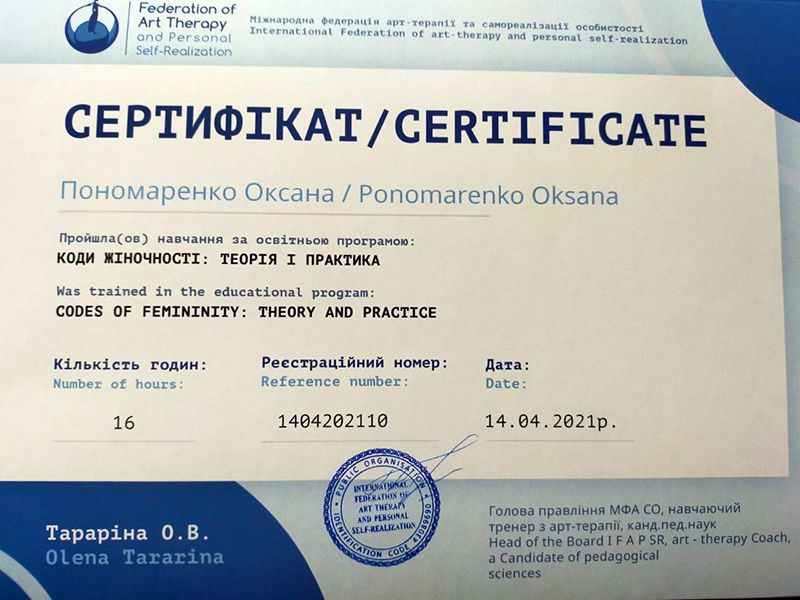 Federation of
Art Therapy
and Personal
Self-Realization
Міжнародна федерація арт-терапії та самореалізації особистості
International Federation of art-therapy and personal self-realization
СЕРТИФІКАТ/CERTIFICATE
Пономаренко Оксана / Ponomarenko Oksana
Пройшла(ов) навчання за освітньою програмою:
КОДИ ЖІНОЧНОСТІ: ТЕОРІЯ І ПРАКТИКА
Was trained in the educational program:
CODES OF FEMININITY: THEORY AND PRACTICE
Кількість годин: Реєстраційний номер: Дата:
Number of hours: Reference number: Date:
16 1404202110 14.04.2021р.
PUBLIC ORGANISATION
INTERNATIONAL
FEDERATION OF
ART THERAPY
AND PERSONAL
SELF-REALIZATION
IDENTIFICATION CODE
Тараріна О.В.
Olena Tararina
Голова правління МФА СО, навчаючий
тренер з арт-терапії, канд.пед.наук
Head of the Board I F A P SR, art - therapy Coach,
a Candidate of pedagogical
sciences